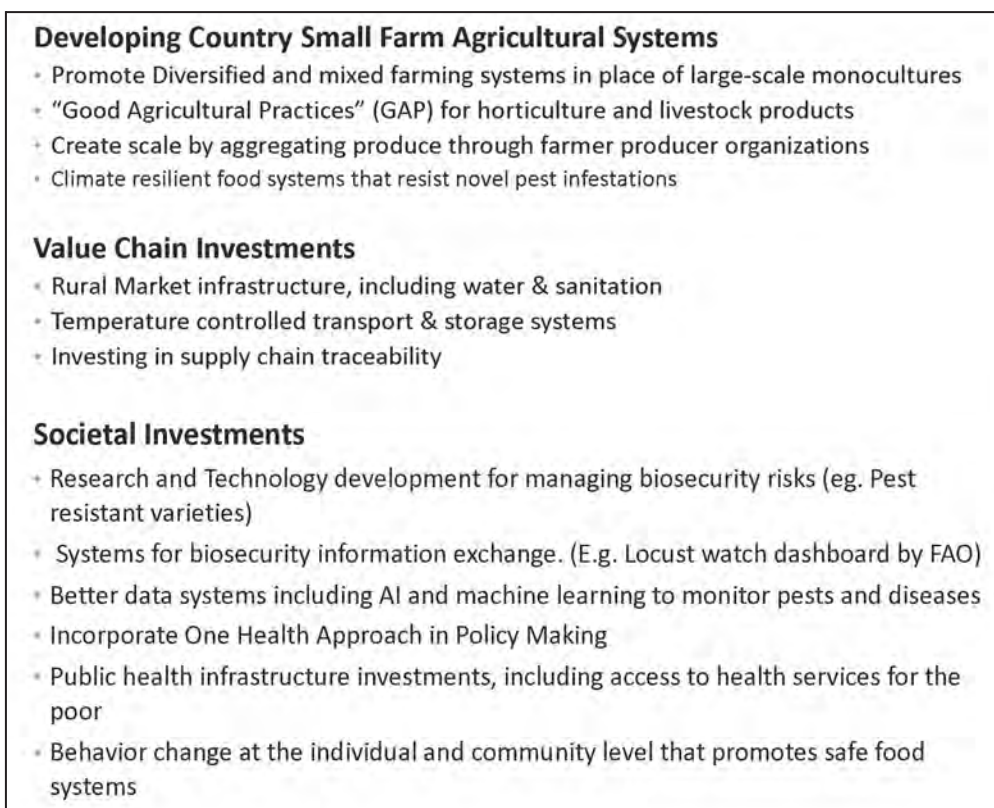 Developing Country Small Farm Agricultural Systems
• Promote Diversified and mixed farming systems in place of large-scale monocultures
• “Good Agricultural Practices” (GAP) for horticulture and livestock products
• Create scale by aggregating produce through farmer producer organizations
• Climate resilient food systems that resist novel pest infestations
Value Chain Investments
• Rural Market infrastructure, including water & sanitation
• Temperature controlled transport & storage systems
• Investing in supply chain traceability
Societal Investments
• Research and Technology development for managing biosecurity risks (eg. Pest
resistant varieties)
• Systems for biosecurity information exchange. (E.g. Locust watch dashboard by FAO)
• Better data systems including AI and machine learning to monitor pests and diseases
• Incorporate One Health Approach in Policy Making
• Public health infrastructure investments, including access to health services for the
poor
• Behavior change at the individual and community level that promotes safe food
systems